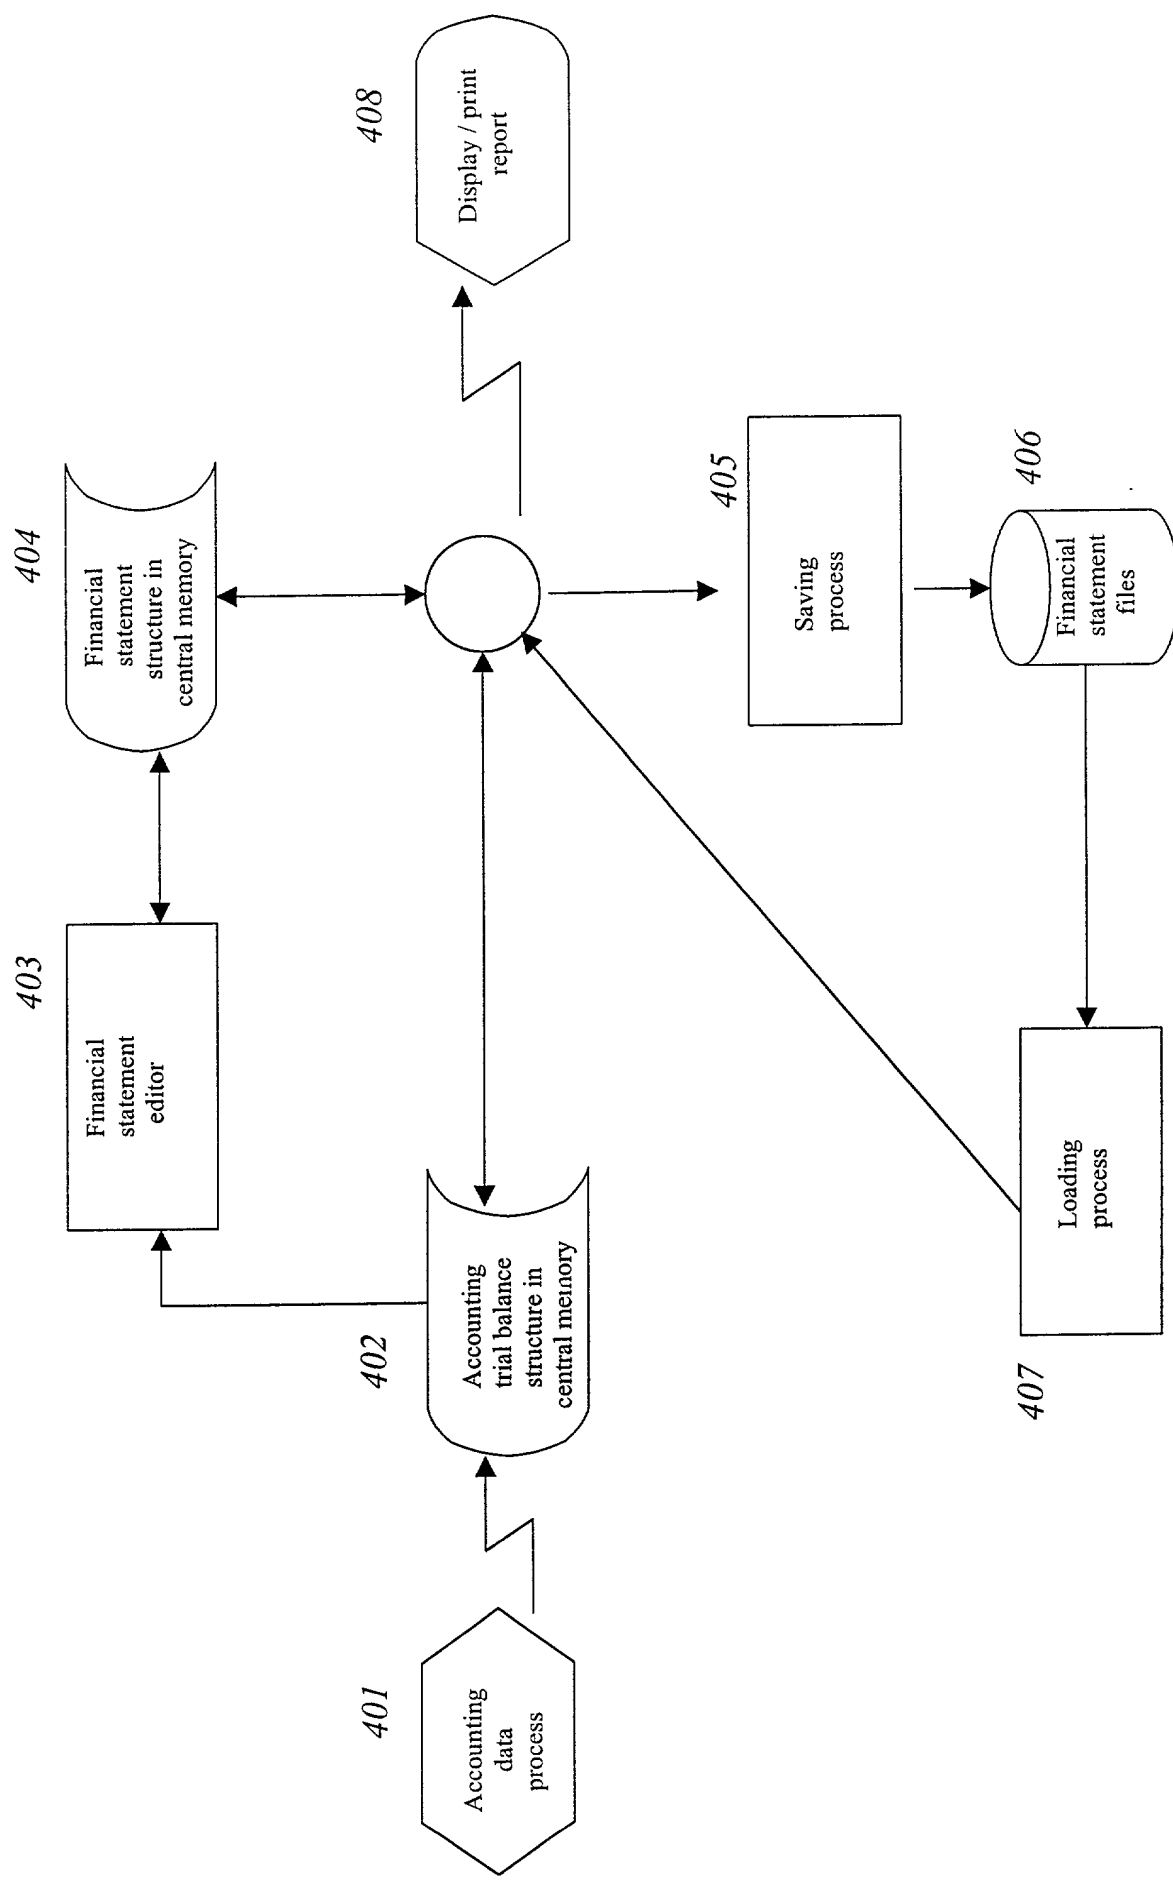 401
Accounting
data
process
402
Accounting
trial balance
structure in
central memory
403
Financial
statement
editor
404
Financial
statement
structure in
central memory
408
Display / print
report
405
Saving
process
406
Financial
statement
files
407
Loading
process